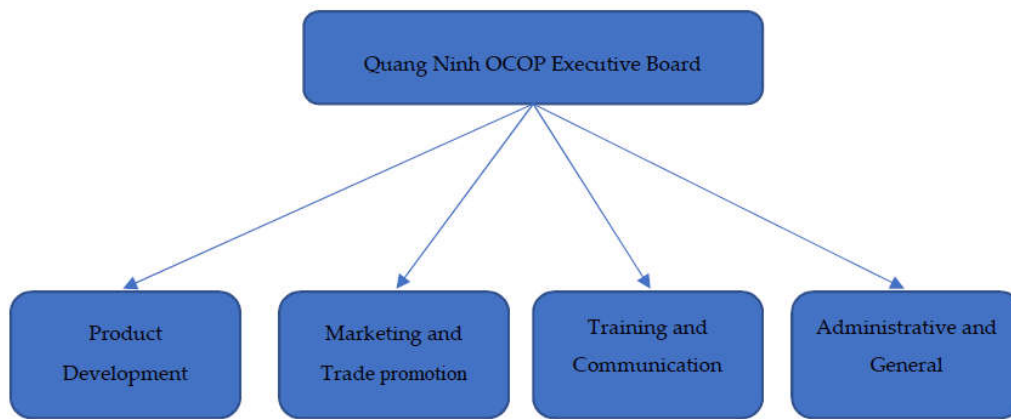 Quang Ninh OCOP Executive Board
Product
Development
Marketing and
Trade promotion
Training and
Communication
Administrative and
General